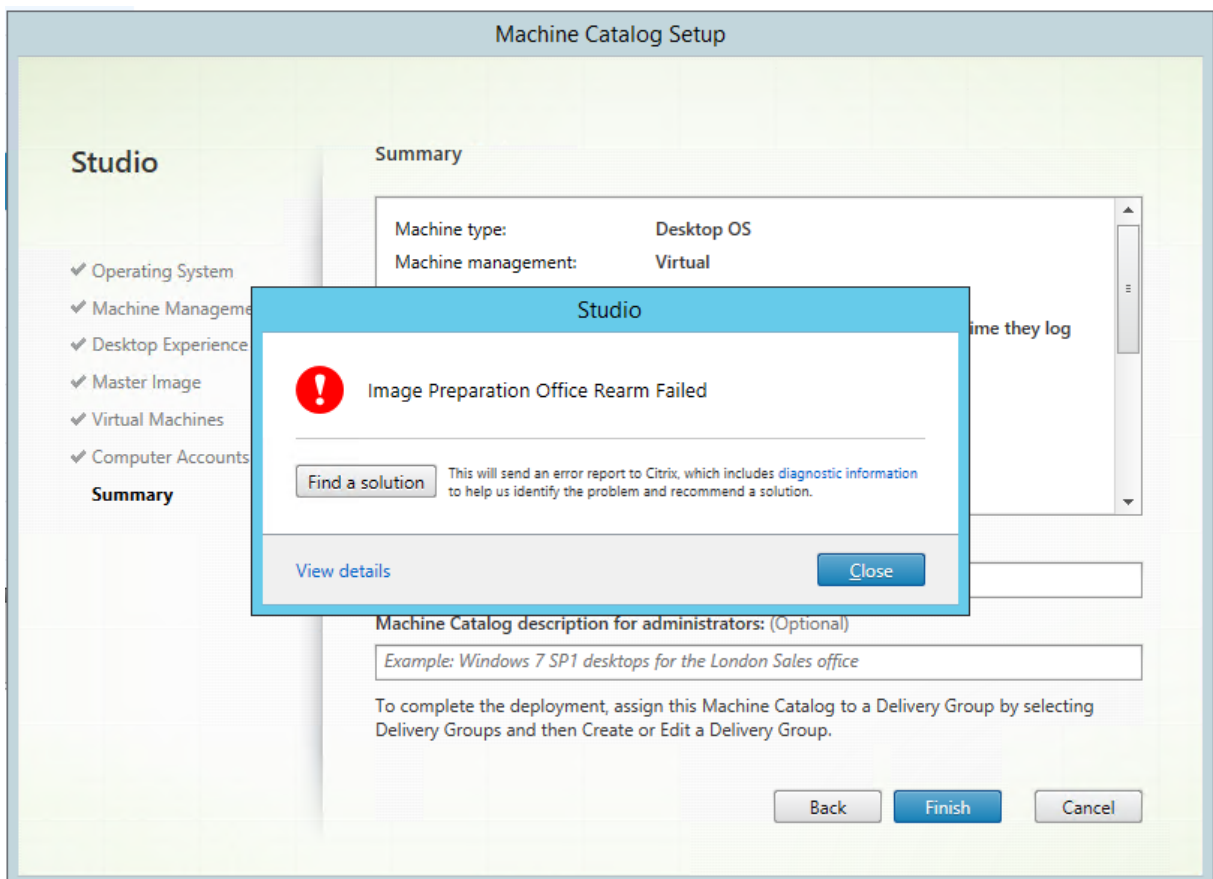 Machine Catalog Setup
Studio
Summary
Machine type: Desktop OS
Machine management: Virtual
✔ Operating System
✔ Machine Manageme
✔ Desktop Experience
✔ Master Image
✔ Virtual Machines
✔ Computer Accounts
Summary
ime they log
Studio
Image Preparation Office Rearm Failed
Find a solution
This will send an error report to Citrix, which includes diagnostic information
to help us identify the problem and recommend a solution.
View details
Close
Machine Catalog description for administrators: (Optional)
Example: Windows 7 SP1 desktops for the London Sales office
To complete the deployment, assign this Machine Catalog to a Delivery Group by selecting
Delivery Groups and then Create or Edit a Delivery Group.
Back Finish Cancel